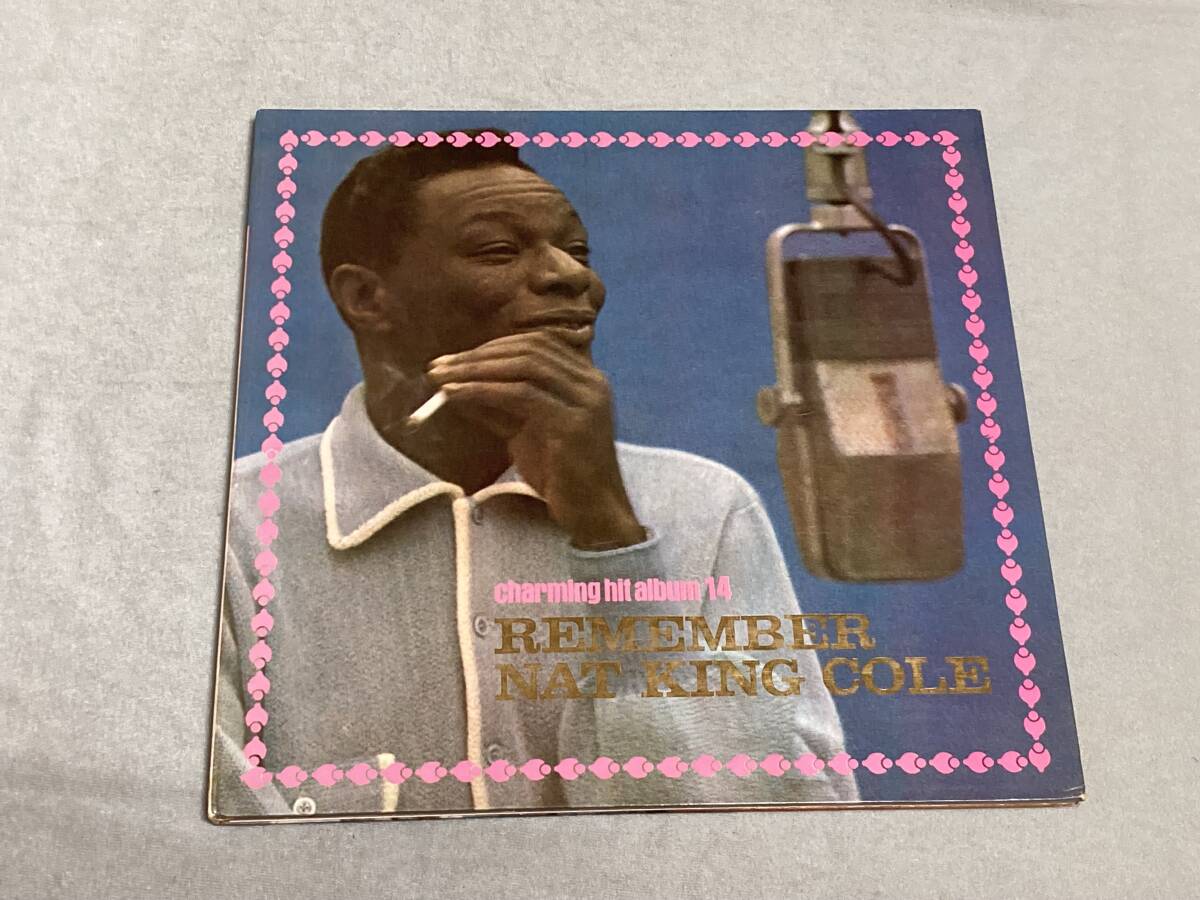 charming hit album 14
REMEMBER
NAT KING COLE